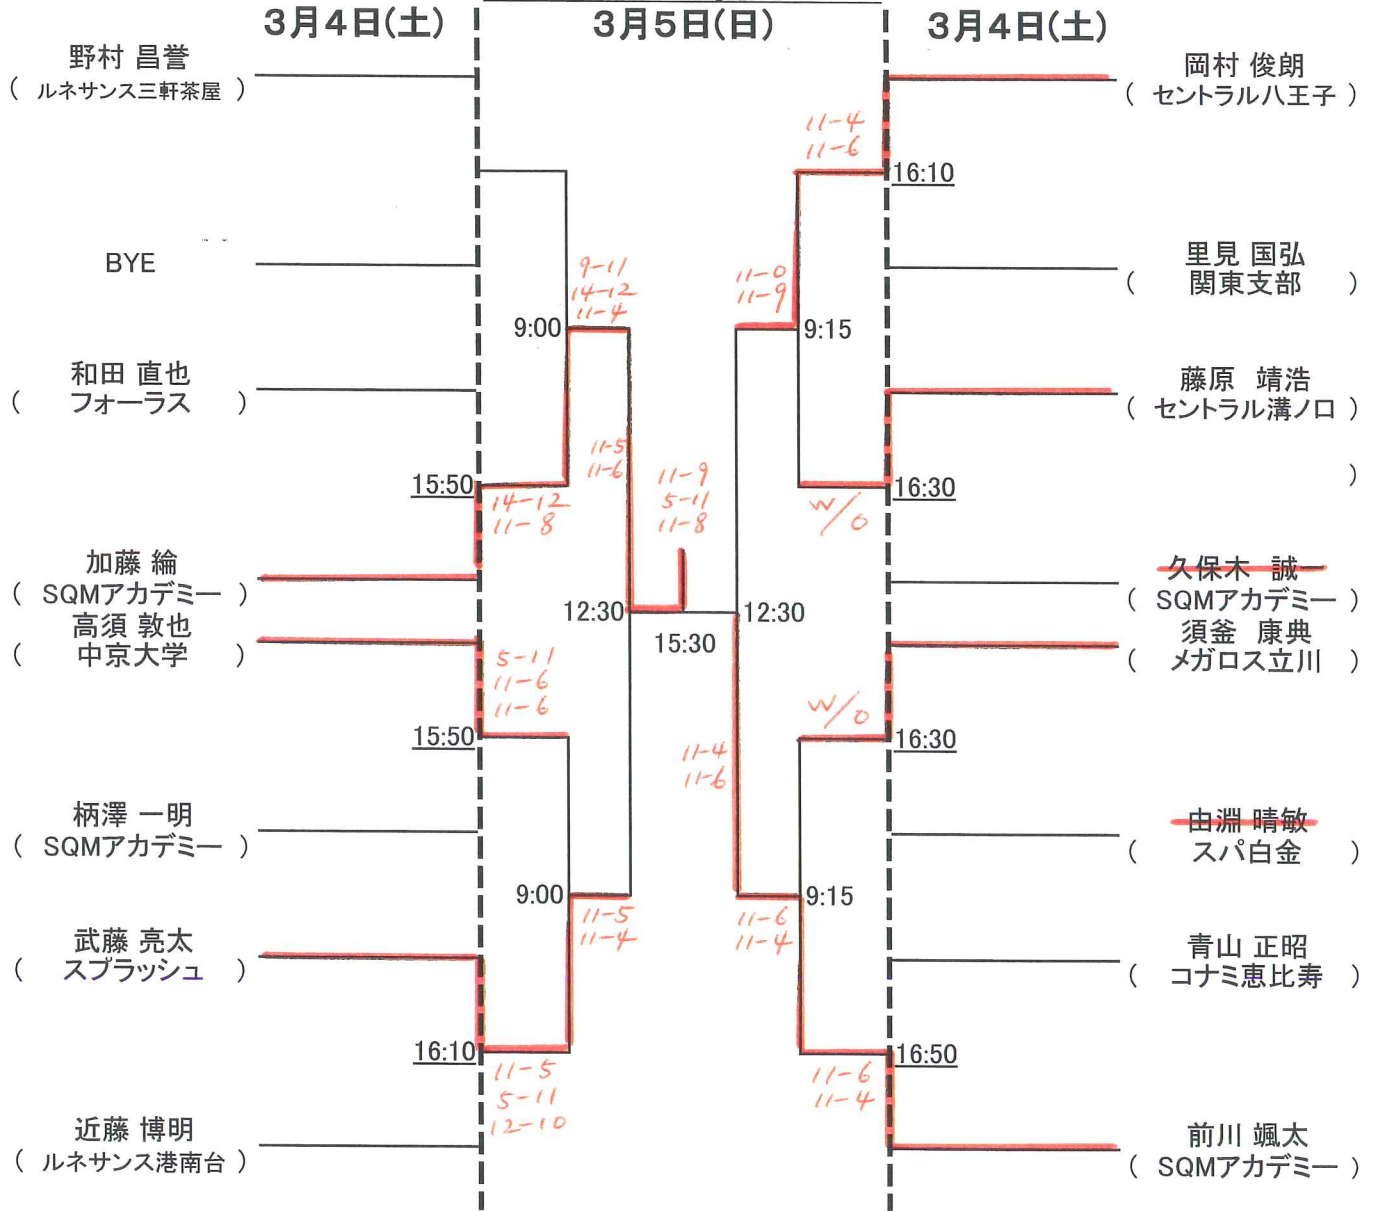 3月4日(土)
3月5日(日)
3月4日(土)
野村 昌誉
( ルネサンス三軒茶屋 )
BYE
和田 直也
( フォーラス )
15:50
加藤 綸
( SQMアカデミー )
高須 敦也
( 中京大学 )
15:50
柄澤 一明
( SQMアカデミー )
武藤 亮太
( スプラッシュ )
16:10
近藤 博明
( ルネサンス港南台 )
14-12
11-8
5-11
11-6
11-6
11-5
5-11
12-10
9-11
14-12
11-4
9:00
9:00
11-5
11-4
11-5
11-6
12:30
11-9
5-11
11-8
15:30
12:30
11-4
11-6
11-0
11-9
9:15
9:15
11-6
11-4
11-4
11-6
W/O
W/O
11-6
11-4
岡村 俊朗
( セントラル八王子 )
16:10
里見 国弘
( 関東支部 )
藤原 靖浩
( セントラル溝ノ口 )
)
16:30
久保木 誠一
( SQMアカデミー )
須釜 康典
( メガロス立川 )
16:30
由淵 晴敏
( スパ白金 )
青山 正昭
( コナミ恵比寿 )
16:50
前川 颯太
( SQMアカデミー )